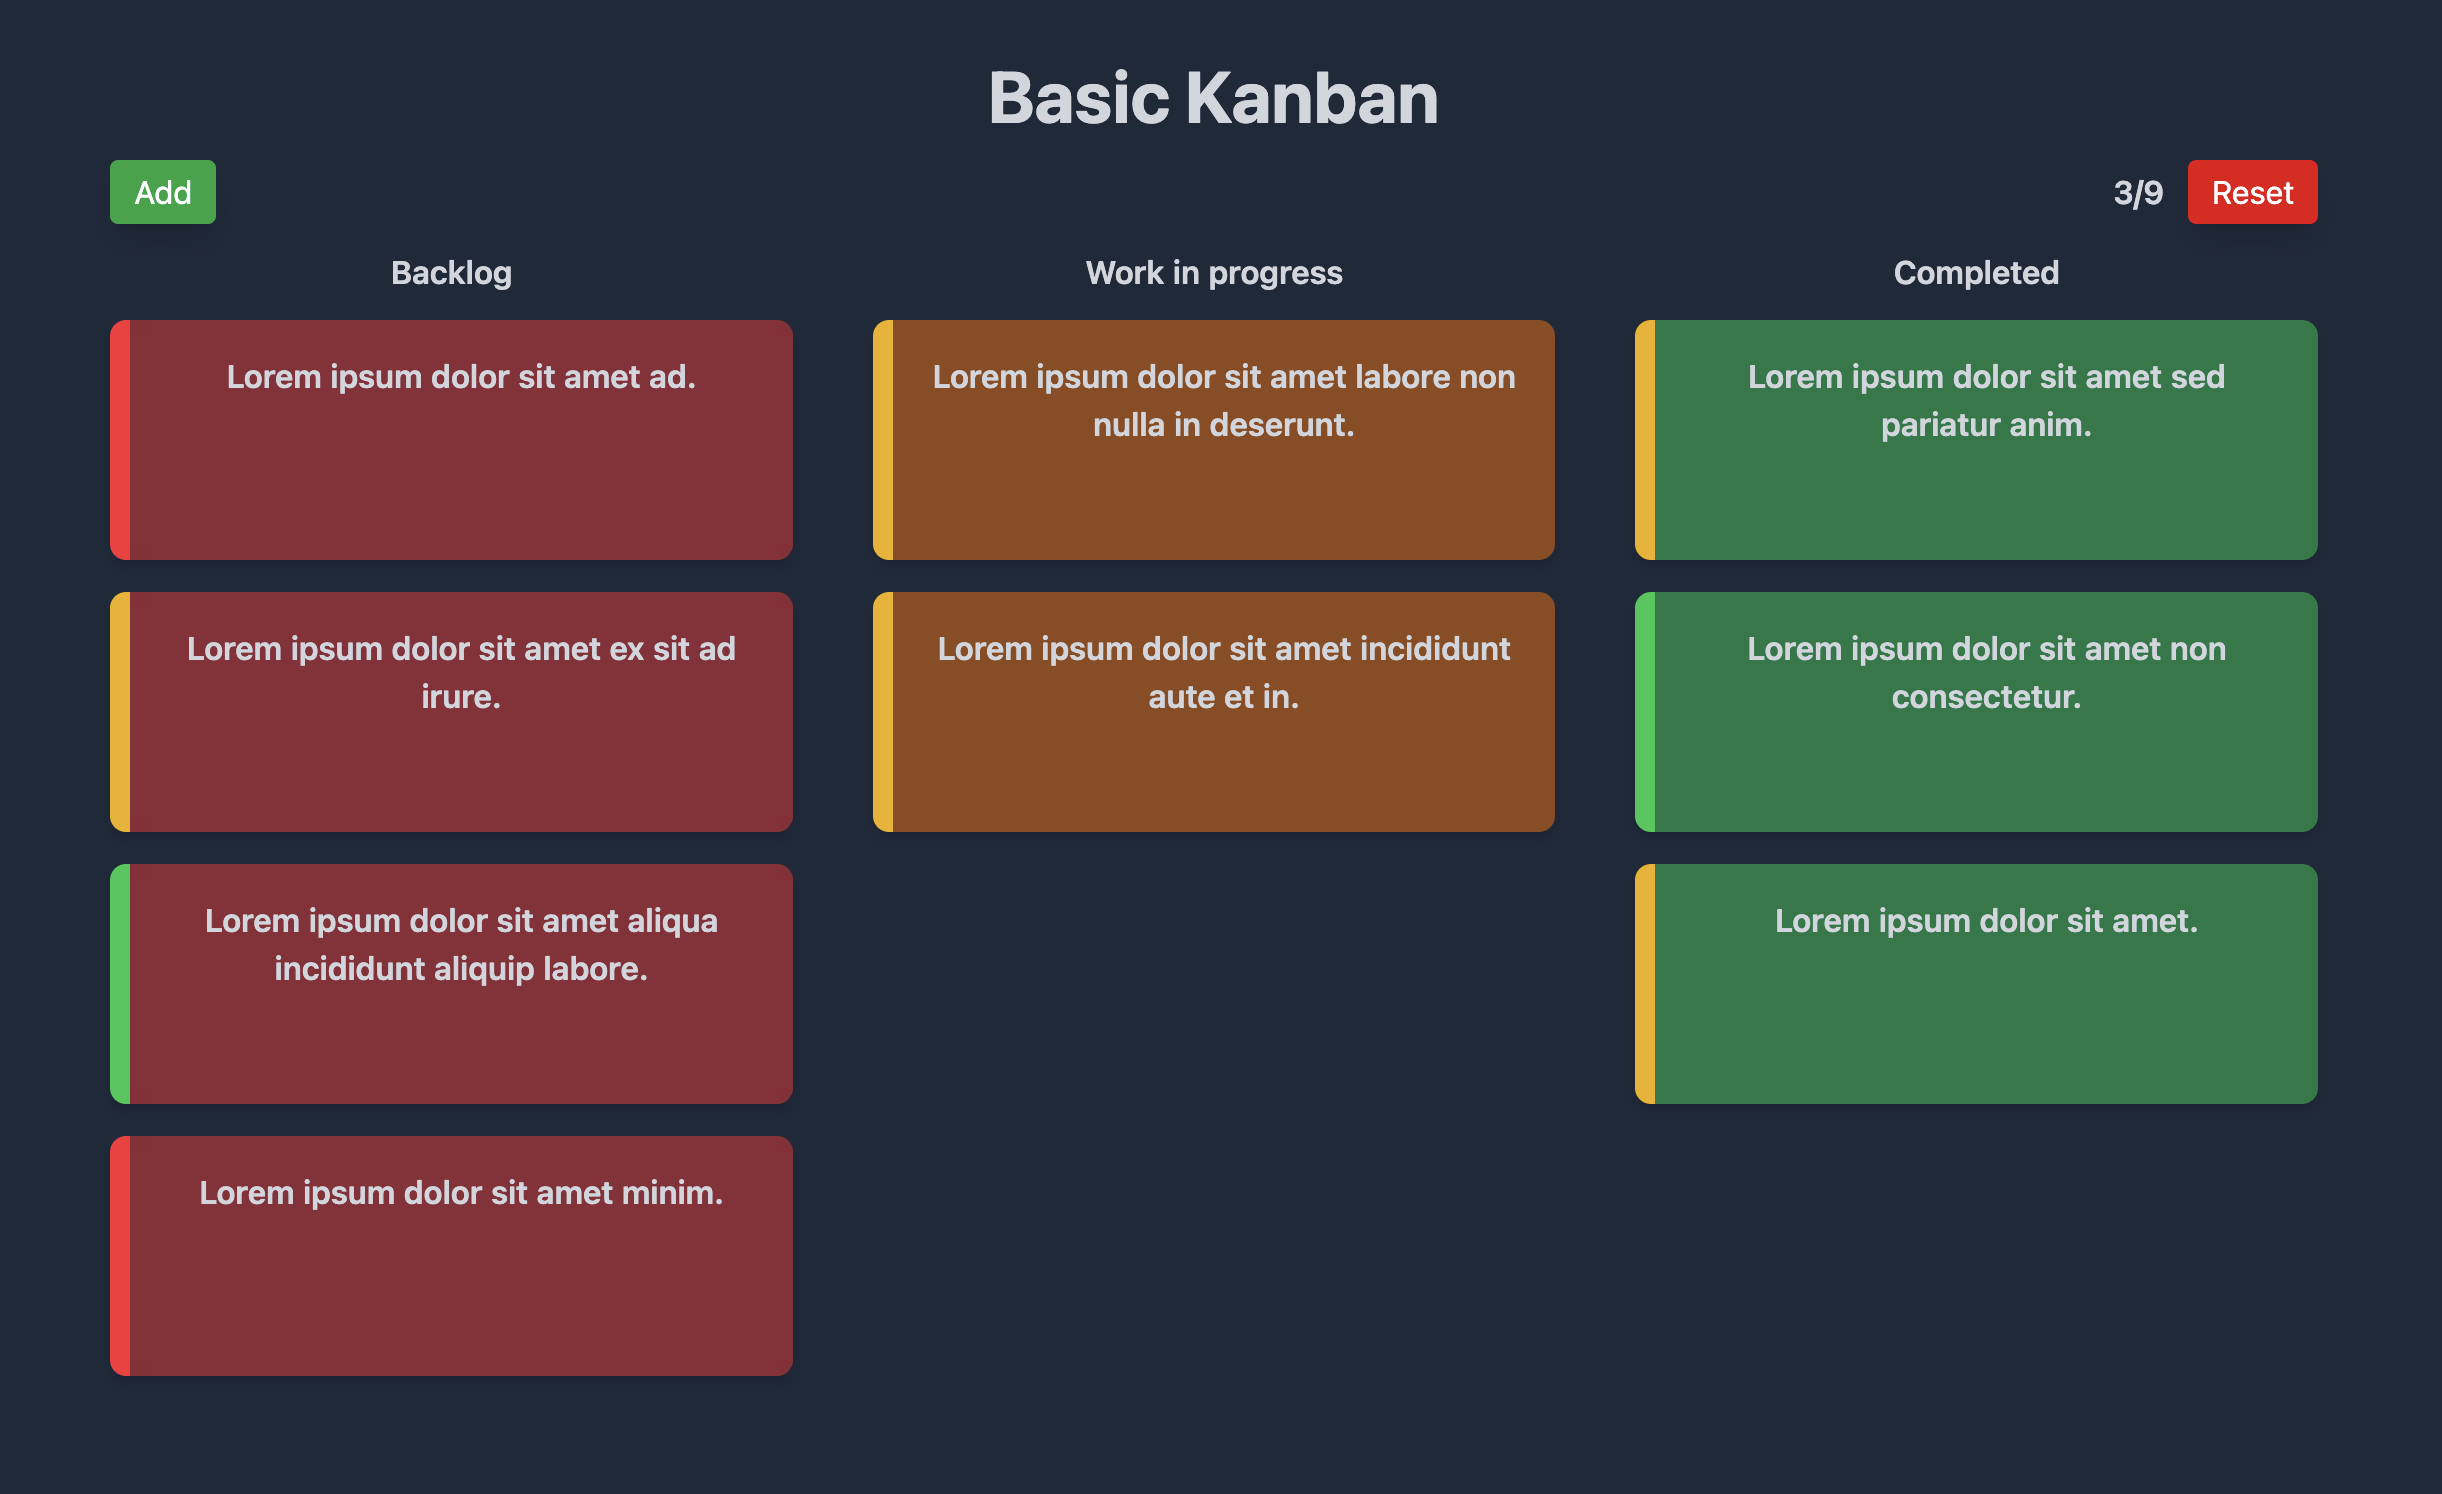 Basic Kanban
Add
3/9
Reset
Backlog
Lorem ipsum dolor sit amet ad.
Lorem ipsum dolor sit amet ex sit ad
irure.
Lorem ipsum dolor sit amet aliqua
incididunt aliquip labore.
Lorem ipsum dolor sit amet minim.
Work in progress
Lorem ipsum dolor sit amet labore non
nulla in deserunt.
Lorem ipsum dolor sit amet incididunt
aute et in.
Completed
Lorem ipsum dolor sit amet sed
pariatur anim.
Lorem ipsum dolor sit amet non
consectetur.
Lorem ipsum dolor sit amet.